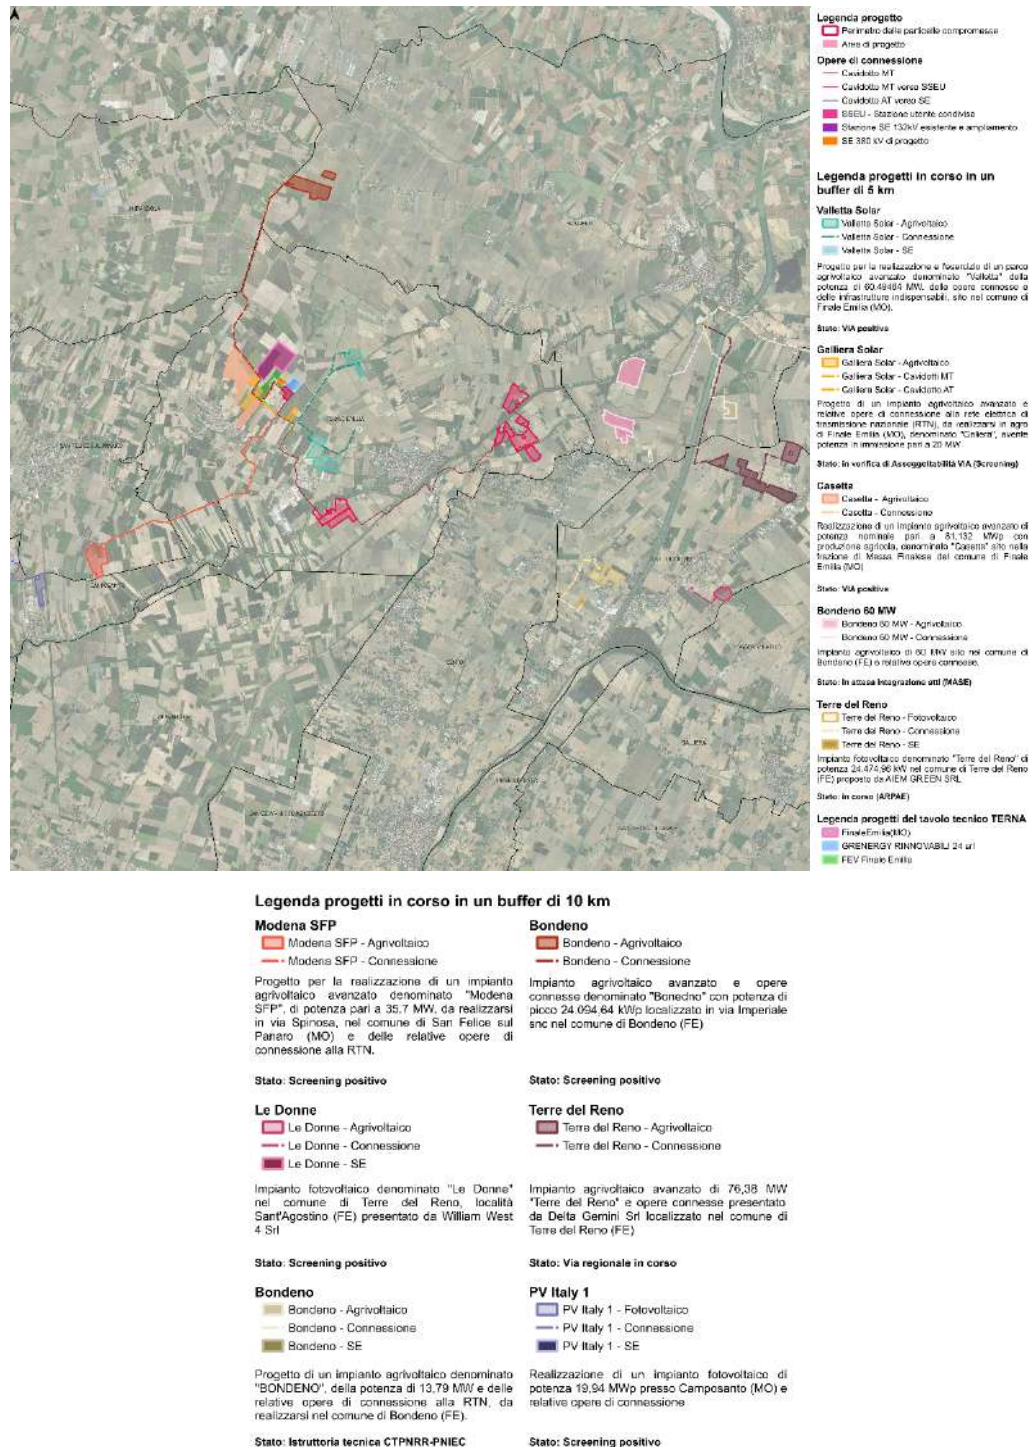 Legenda progetto
Perimetro delle particelle compromesse
Area di progetto
Opere di connessione
Cavidotto MT
Cavidotto MT verso SSEU
Cavidotto AT verso SE
SSEU - Stazione utente condivisa
Stazione SE 132kV esistente e ampliamento
SE 380 kV di progetto
Legenda progetti in corso in un
buffer di 5 km
Valletta Solar
Valletta Solar - Agrivoltaico
Valletta Solar - Connessione
Valletta Solar - SE
Progetto per la realizzazione e l'esercizio di un parco
agrivoltaico avanzato denominato "Valletta" della
potenza di 60,49484 MW, delle opere connesse e
delle infrastrutture indispensabili, sito nel comune di
Finale Emilia (MO).
Stato: VIA positiva
Galliera Solar
Galliera Solar - Agrivoltaico
Galliera Solar - Cavidotti MT
Galliera Solar - Cavidotto AT
Progetto di un impianto agrivoltaico avanzato e
relative opere di connessione alla rete elettrica di
trasmissione nazionale (RTN), da realizzarsi in agro
di Finale Emilia (MO), denominato "Galliera", avente
potenza in immissione pari a 20 MW
Stato: in verifica di Assoggettabilità VIA (Screening)
Casetta
Casetta - Agrivoltaico
Casetta - Connessione
Realizzazione di un impianto agrivoltaico avanzato di
potenza nominale pari a 81,132 MWp con
produzione agricola, denominato "Casetta" sito nella
frazione di Massa Finalese del comune di Finale
Emilia (MO)
Stato: VIA positiva
Bondeno 60 MW
Bondeno 60 MW - Agrivoltaico
Bondeno 60 MW - Connessione
Impianto agrivoltaico di 60 MW sito nel comune di
Bondeno (FE) e relative opere connesse.
Stato: In attesa integrazione atti (MASE)
Terre del Reno
Terre del Reno - Fotovoltaico
Terre del Reno - Connessione
Terre del Reno - SE
Impianto fotovoltaico denominato "Terre del Reno" di
potenza 24.474,96 kW nel comune di Terre del Reno
(FE) proposto da AIEM GREEN SRL
Stato: in corso (ARPAE)
Legenda progetti del tavolo tecnico TERNA
FinaleEmilia(MO)
GRENERGY RINNOVABILI 24 srl
FEV Finale Emilia
Legenda progetti in corso in un buffer di 10 km
Modena SFP
Modena SFP - Agrivoltaico
Modena SFP - Connessione
Progetto per la realizzazione di un impianto
agrivoltaico avanzato denominato "Modena
SFP", di potenza pari a 35,7 MW, da realizzarsi
in via Spinosa, nel comune di San Felice sul
Panaro (MO) e delle relative opere di
connessione alla RTN.
Stato: Screening positivo
Bondeno
Bondeno - Agrivoltaico
Bondeno - Connessione
Impianto agrivoltaico avanzato e opere
connesse denominato "Bonedno" con potenza di
picco 24.094,64 kWp localizzato in via Imperiale
snc nel comune di Bondeno (FE)
Stato: Screening positivo
Le Donne
Le Donne - Agrivoltaico
Le Donne - Connessione
Le Donne - SE
Impianto fotovoltaico denominato "Le Donne"
nel comune di Terre del Reno, località
Sant'Agostino (FE) presentato da William West
4 Srl
Stato: Screening positivo
Terre del Reno
Terre del Reno - Agrivoltaico
Terre del Reno - Connessione
Impianto agrivoltaico avanzato di 76,38 MW
"Terre del Reno" e opere connesse presentato
da Delta Gemini Srl localizzato nel comune di
Terre del Reno (FE)
Stato: Via regionale in corso
Bondeno
Bondeno - Agrivoltaico
Bondeno - Connessione
Bondeno - SE
Progetto di un impianto agrivoltaico denominato
"BONDENO", della potenza di 13,79 MW e delle
relative opere di connessione alla RTN, da
realizzarsi nel comune di Bondeno (FE).
Stato: Istruttoria tecnica CTPNRR-PNIEC
PV Italy 1
PV Italy 1 - Fotovoltaico
PV Italy 1 - Connessione
PV Italy 1 - SE
Realizzazione di un impianto fotovoltaico di
potenza 19,94 MWp presso Camposanto (MO) e
relative opere di connessione
Stato: Screening positivo